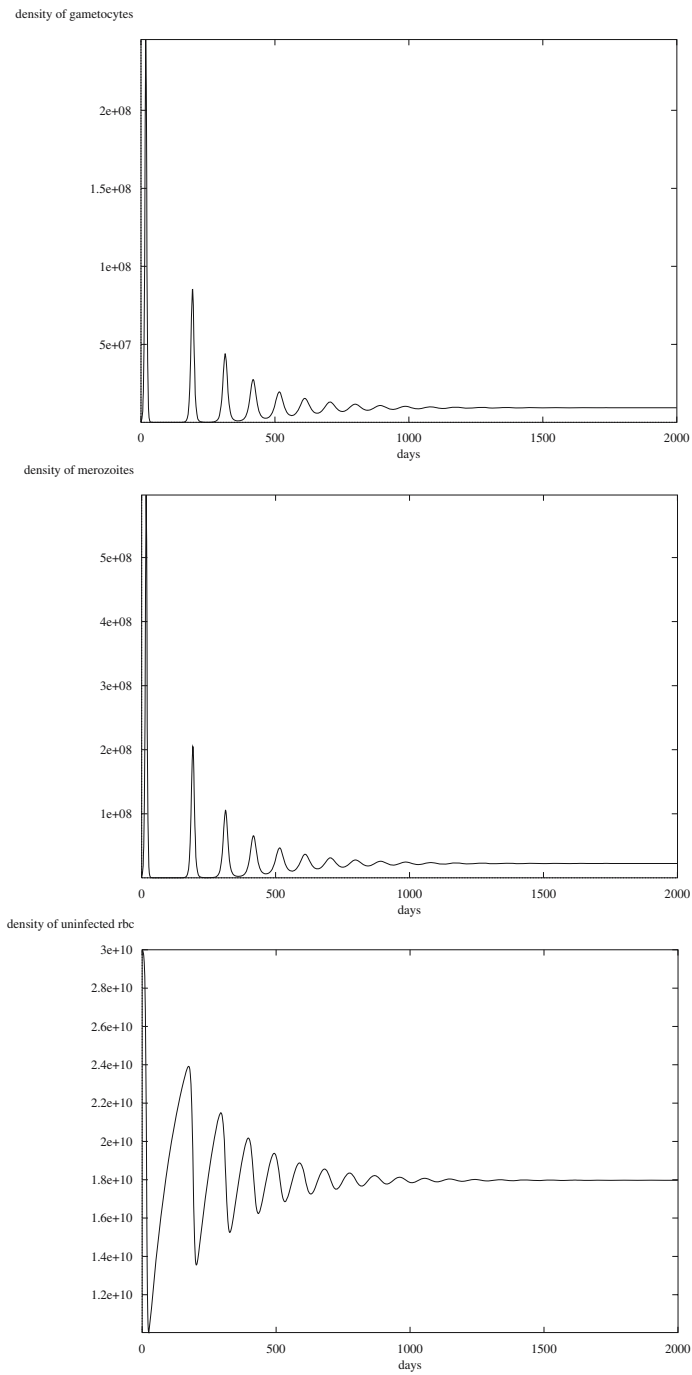 density of gametocytes
2e+08
1.5e+08
1e+08
5e+07
0 500 1000 1500 2000
days
density of merozoites
5e+08
4e+08
3e+08
2e+08
1e+08
0 500 1000 1500 2000
days
density of uninfected rbc
3e+10
2.8e+10
2.6e+10
2.4e+10
2.2e+10
2e+10
1.8e+10
1.6e+10
1.4e+10
1.2e+10
0 500 1000 1500 2000
days